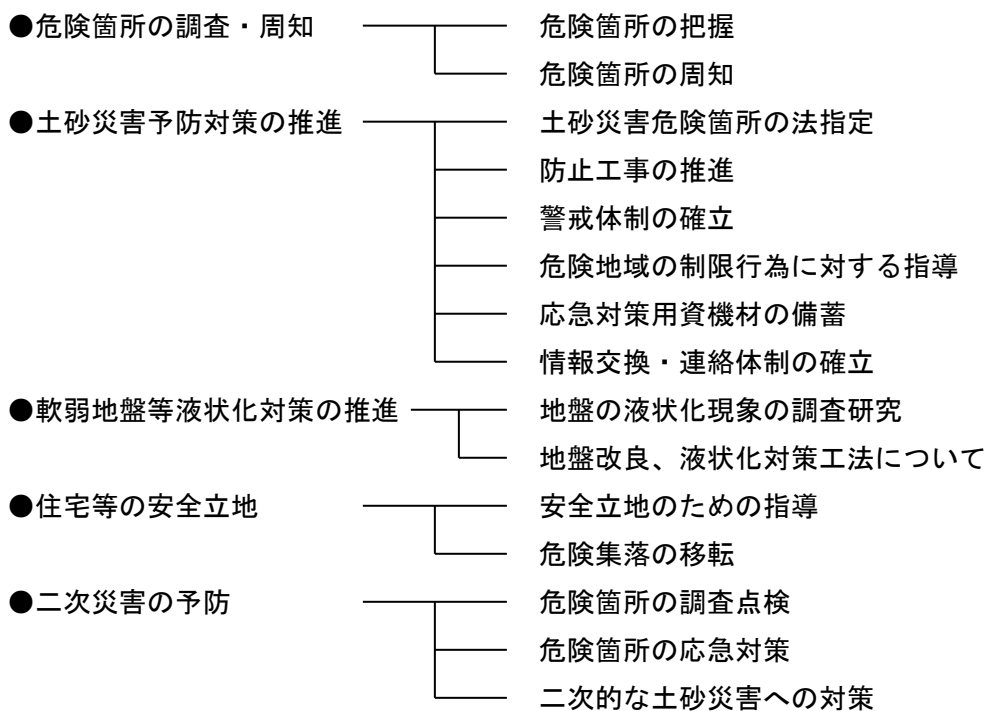 ●危険箇所の調査・周知 危険箇所の把握
危険箇所の周知
●土砂災害予防対策の推進 土砂災害危険箇所の法指定
防止工事の推進
警戒体制の確立
危険地域の制限行為に対する指導
応急対策用資機材の備蓄
情報交換・連絡体制の確立
●軟弱地盤等液状化対策の推進 地盤の液状化現象の調査研究
地盤改良、液状化対策工法について
●住宅等の安全立地 安全立地のための指導
危険集落の移転
●二次災害の予防 危険箇所の調査点検
危険箇所の応急対策
二次的な土砂災害への対策